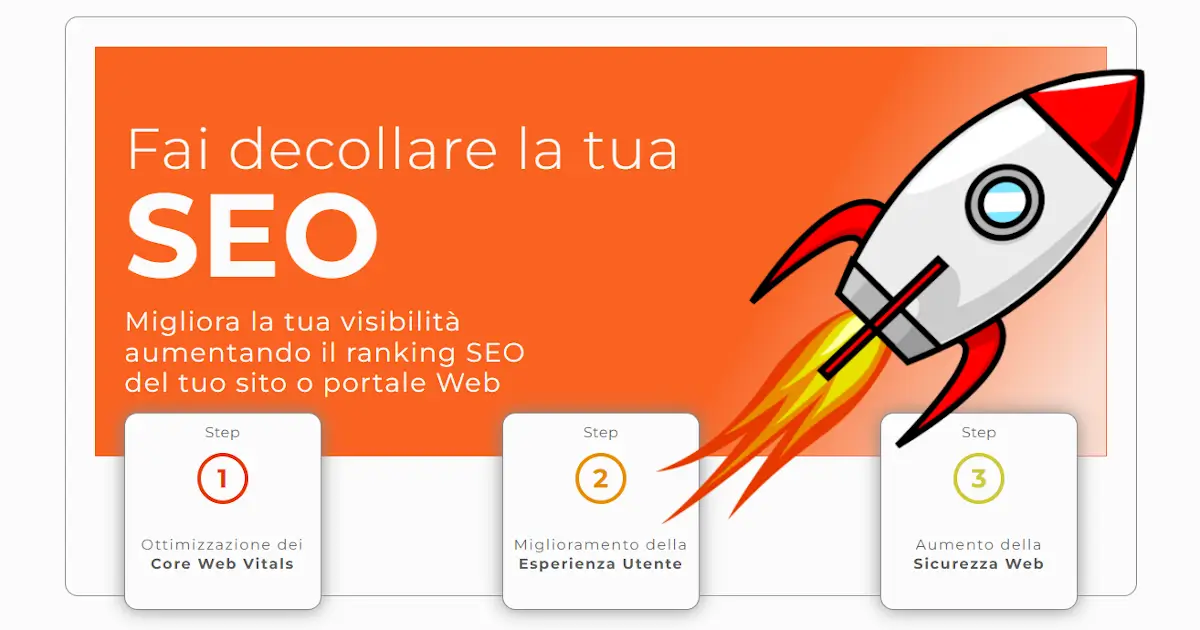 Fai decollare la tua
SEO
Migliora la tua visibilità
aumentando il ranking SEO
del tuo sito o portale Web
Step
1
Ottimizzazione dei
Core Web Vitals
Step
2
Miglioramento della
Esperienza Utente
Step
3
Aumento della
Sicurezza Web